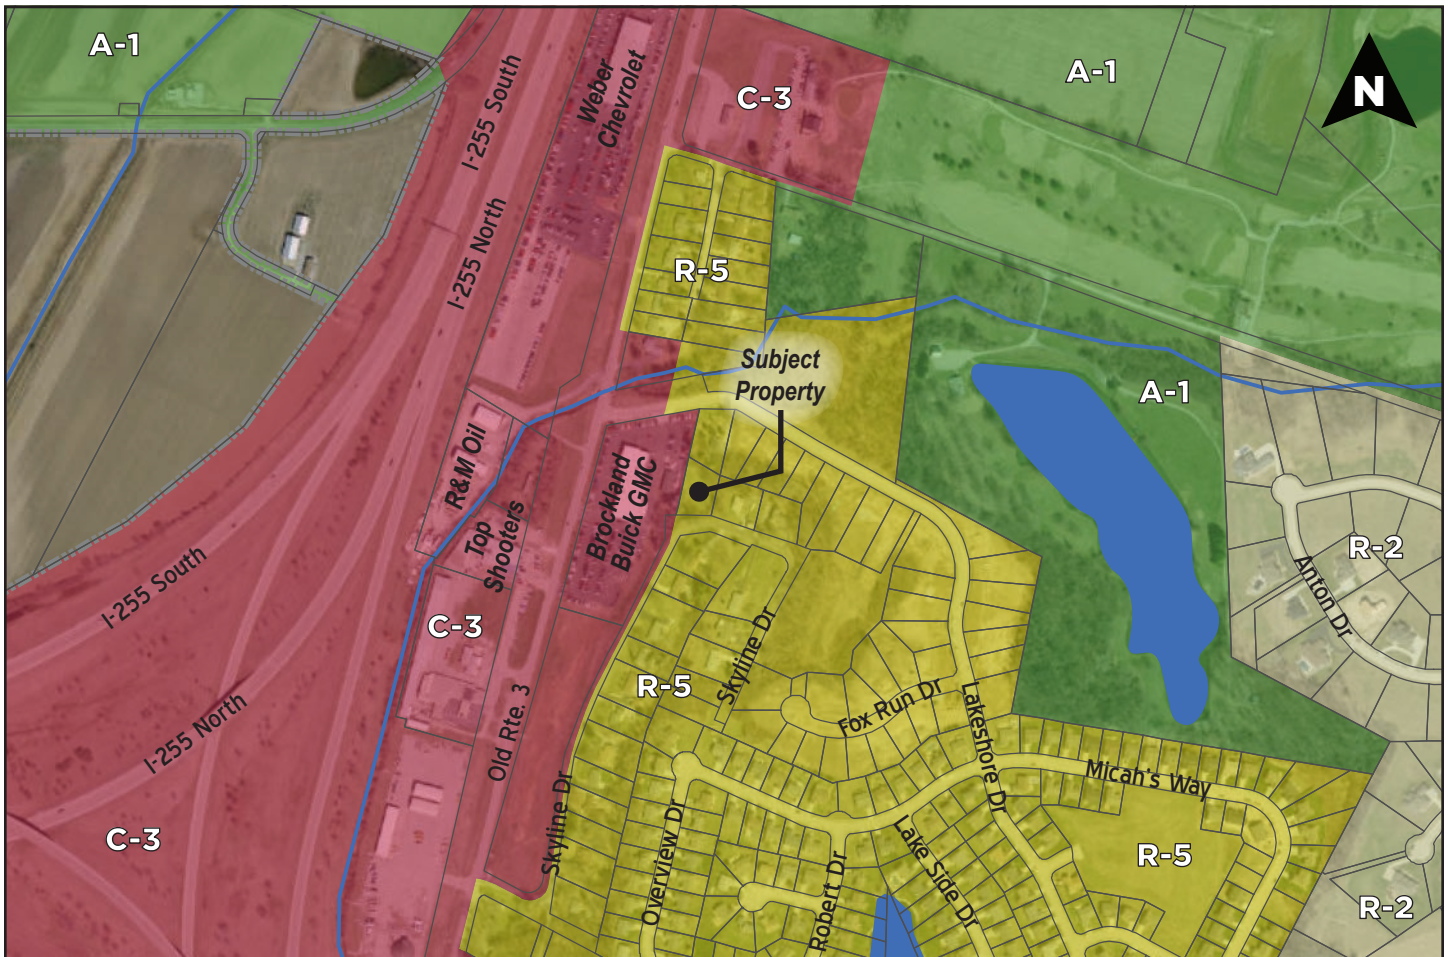 A-1
I-255 South
Weber
Chevrolet
C-3
A-1
N
I-255 North
R-5
Subject
Property
A-1
R&M Oil
Top
Shooters
Brockland
Buick GMC
R-2
Anton Dr
I-255 South
C-3
Skyline Dr
R-5
Fox Run Dr
Lakeshore Dr
I-255 North
Old Rte. 3
Micah's Way
C-3
Skyline Dr
Overview Dr
Robert Dr
Lake Side Dr
R-5
R-2